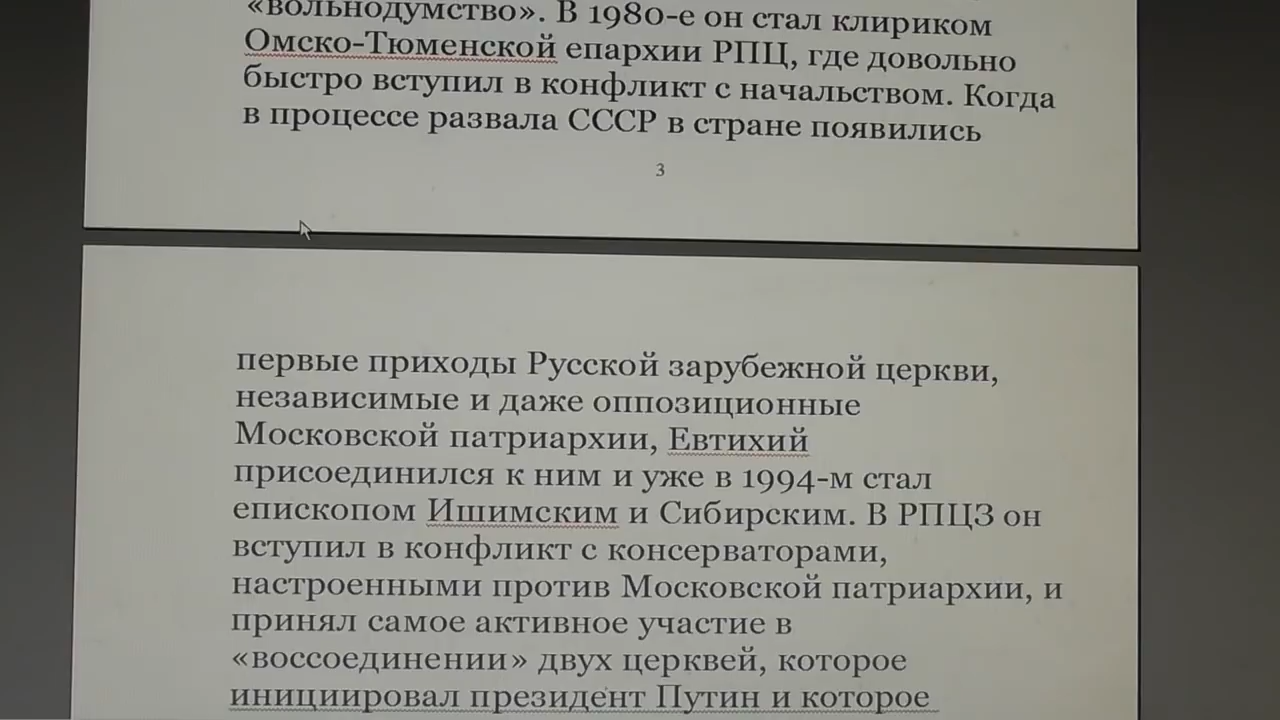 «вольнодумство». В 1980-е он стал клириком
Омско-Тюменской епархии РПЦ, где довольно
быстро вступил в конфликт с начальством. Когда
в процессе развала СССР в стране появились
3
первые приходы Русской зарубежной церкви,
независимые и даже оппозиционные
Московской патриархии, Евтихий
присоединился к ним и уже в 1994-м стал
епископом Ишимским и Сибирским. В РПЦЗ он
вступил в конфликт с консерваторами,
настроенными против Московской патриархии, и
принял самое активное участие в
«воссоединении» двух церквей, которое
инициировал президент Путин и которое